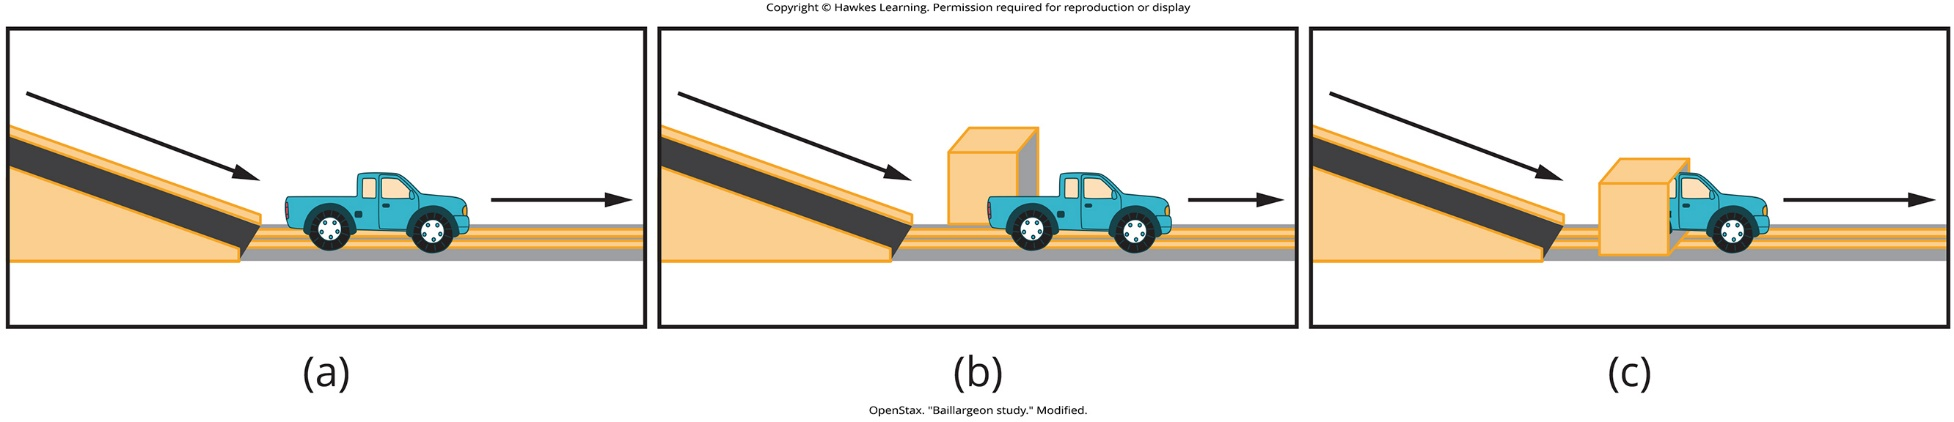 Copyright © Hawkes Learning. Permission required for reproduction or display
(a)
(b)
(c)
OpenStax. "Baillargeon study." Modified.